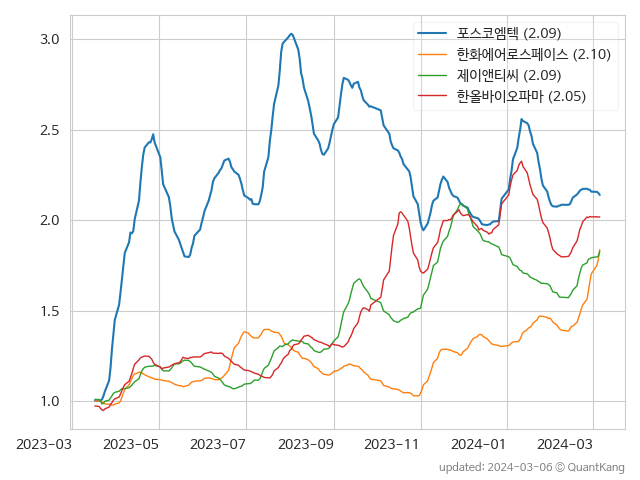 포스코엠텍 (2.09)
한화에어로스페이스 (2.10)
제이앤티씨 (2.09)
한올바이오파마 (2.05)
3.0
2.5
2.0
1.5
1.0
2023-03 2023-05 2023-07 2023-09 2023-11 2024-01 2024-03
updated: 2024-03-06 © QuantKang